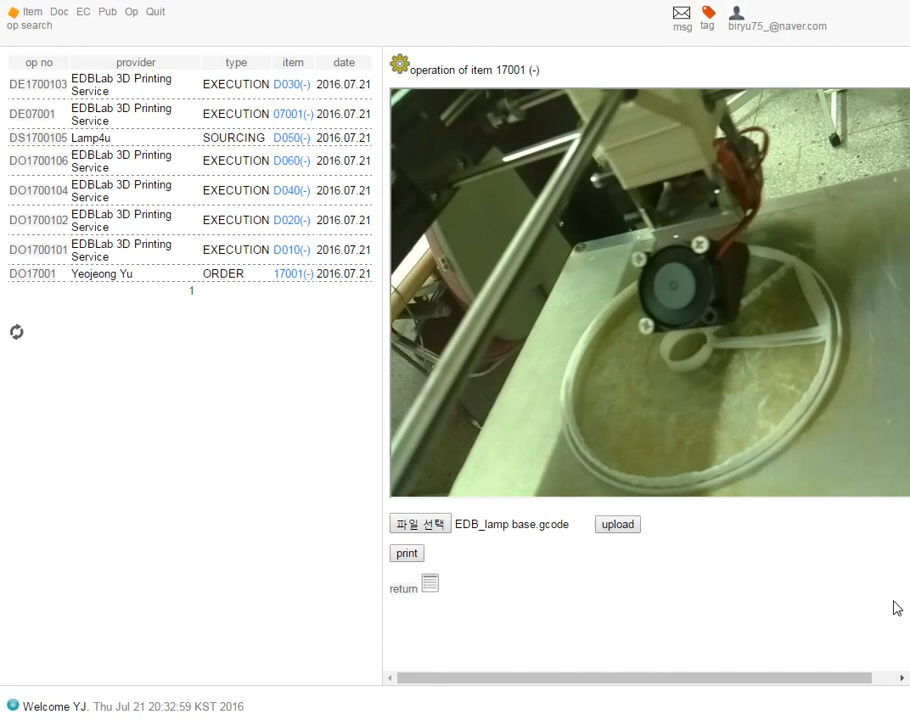 Item Doc EC Pub Op Quit
op search
msg tag biryu75_@naver.com
op no provider type item date
DE1700103 EDBLab 3D Printing Service EXECUTION D030(-) 2016.07.21
DE07001 EDBLab 3D Printing Service EXECUTION 07001(-) 2016.07.21
DS1700105 Lamp4u SOURCING D050(-) 2016.07.21
DO1700106 EDBLab 3D Printing Service EXECUTION D060(-) 2016.07.21
DO1700104 EDBLab 3D Printing Service EXECUTION D040(-) 2016.07.21
DO1700102 EDBLab 3D Printing Service EXECUTION D020(-) 2016.07.21
DO1700101 EDBLab 3D Printing Service EXECUTION D010(-) 2016.07.21
DO17001 Yeojeong Yu ORDER 17001(-) 2016.07.21
1
operation of item 17001 (-)
파일 선택 EDB_lamp base.gcode upload
print
return
Welcome YJ. Thu Jul 21 20:32:59 KST 2016